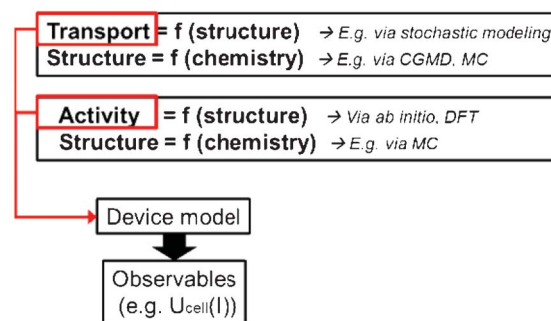 Transport = f (structure) → E.g. via stochastic modeling
Structure = f (chemistry) → E.g. via CGMD, MC
Activity = f (structure) → Via ab initio, DFT
Structure = f (chemistry) → E.g. via MC
Device model
Observables
(e.g. Ucell(I))